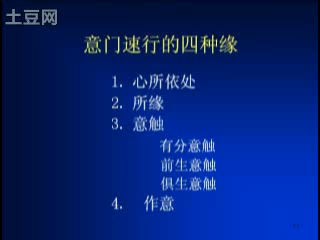 土豆网
意门速行的四种缘
1. 心所依处
2. 所缘
3. 意触
有分意触
前生意触
俱生意触
4. 作意